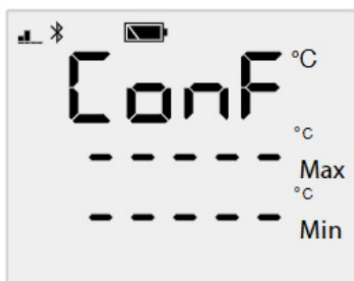 ConF °C
°C
- - - - - Max
°C
- - - - - Min